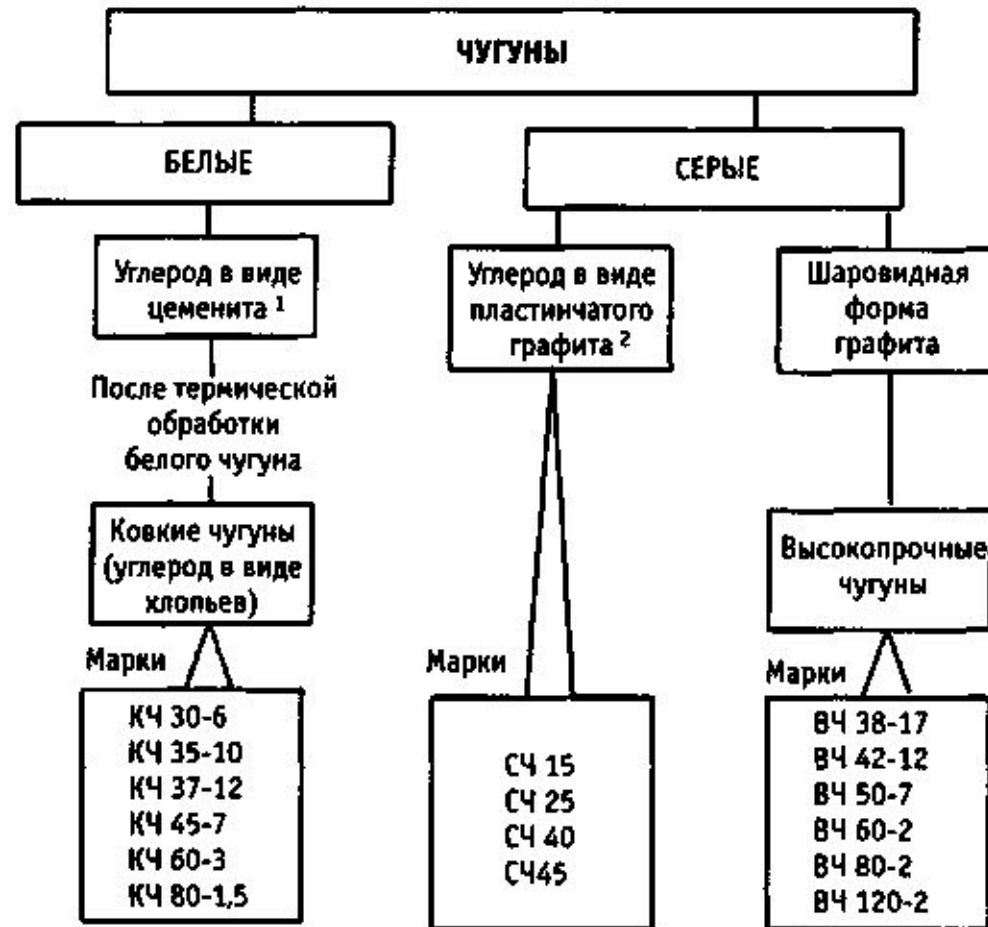 ЧУГУНЫ
БЕЛЫЕ
СЕРЫЕ
Углерод в виде
цеменита 1
Углерод в виде
пластинчатого
графита 2
Шаровидная
форма
графита
После термической
обработки
белого чугуна
Ковкие чугуны
(углерод в виде
хлопьев)
Высокопрочные
чугуны
Марки
КЧ 30-6
КЧ 35-10
КЧ 37-12
КЧ 45-7
КЧ 60-3
КЧ 80-1,5
Марки
СЧ 15
СЧ 25
СЧ 40
СЧ45
Марки
ВЧ 38-17
ВЧ 42-12
ВЧ 50-7
ВЧ 60-2
ВЧ 80-2
ВЧ 120-2